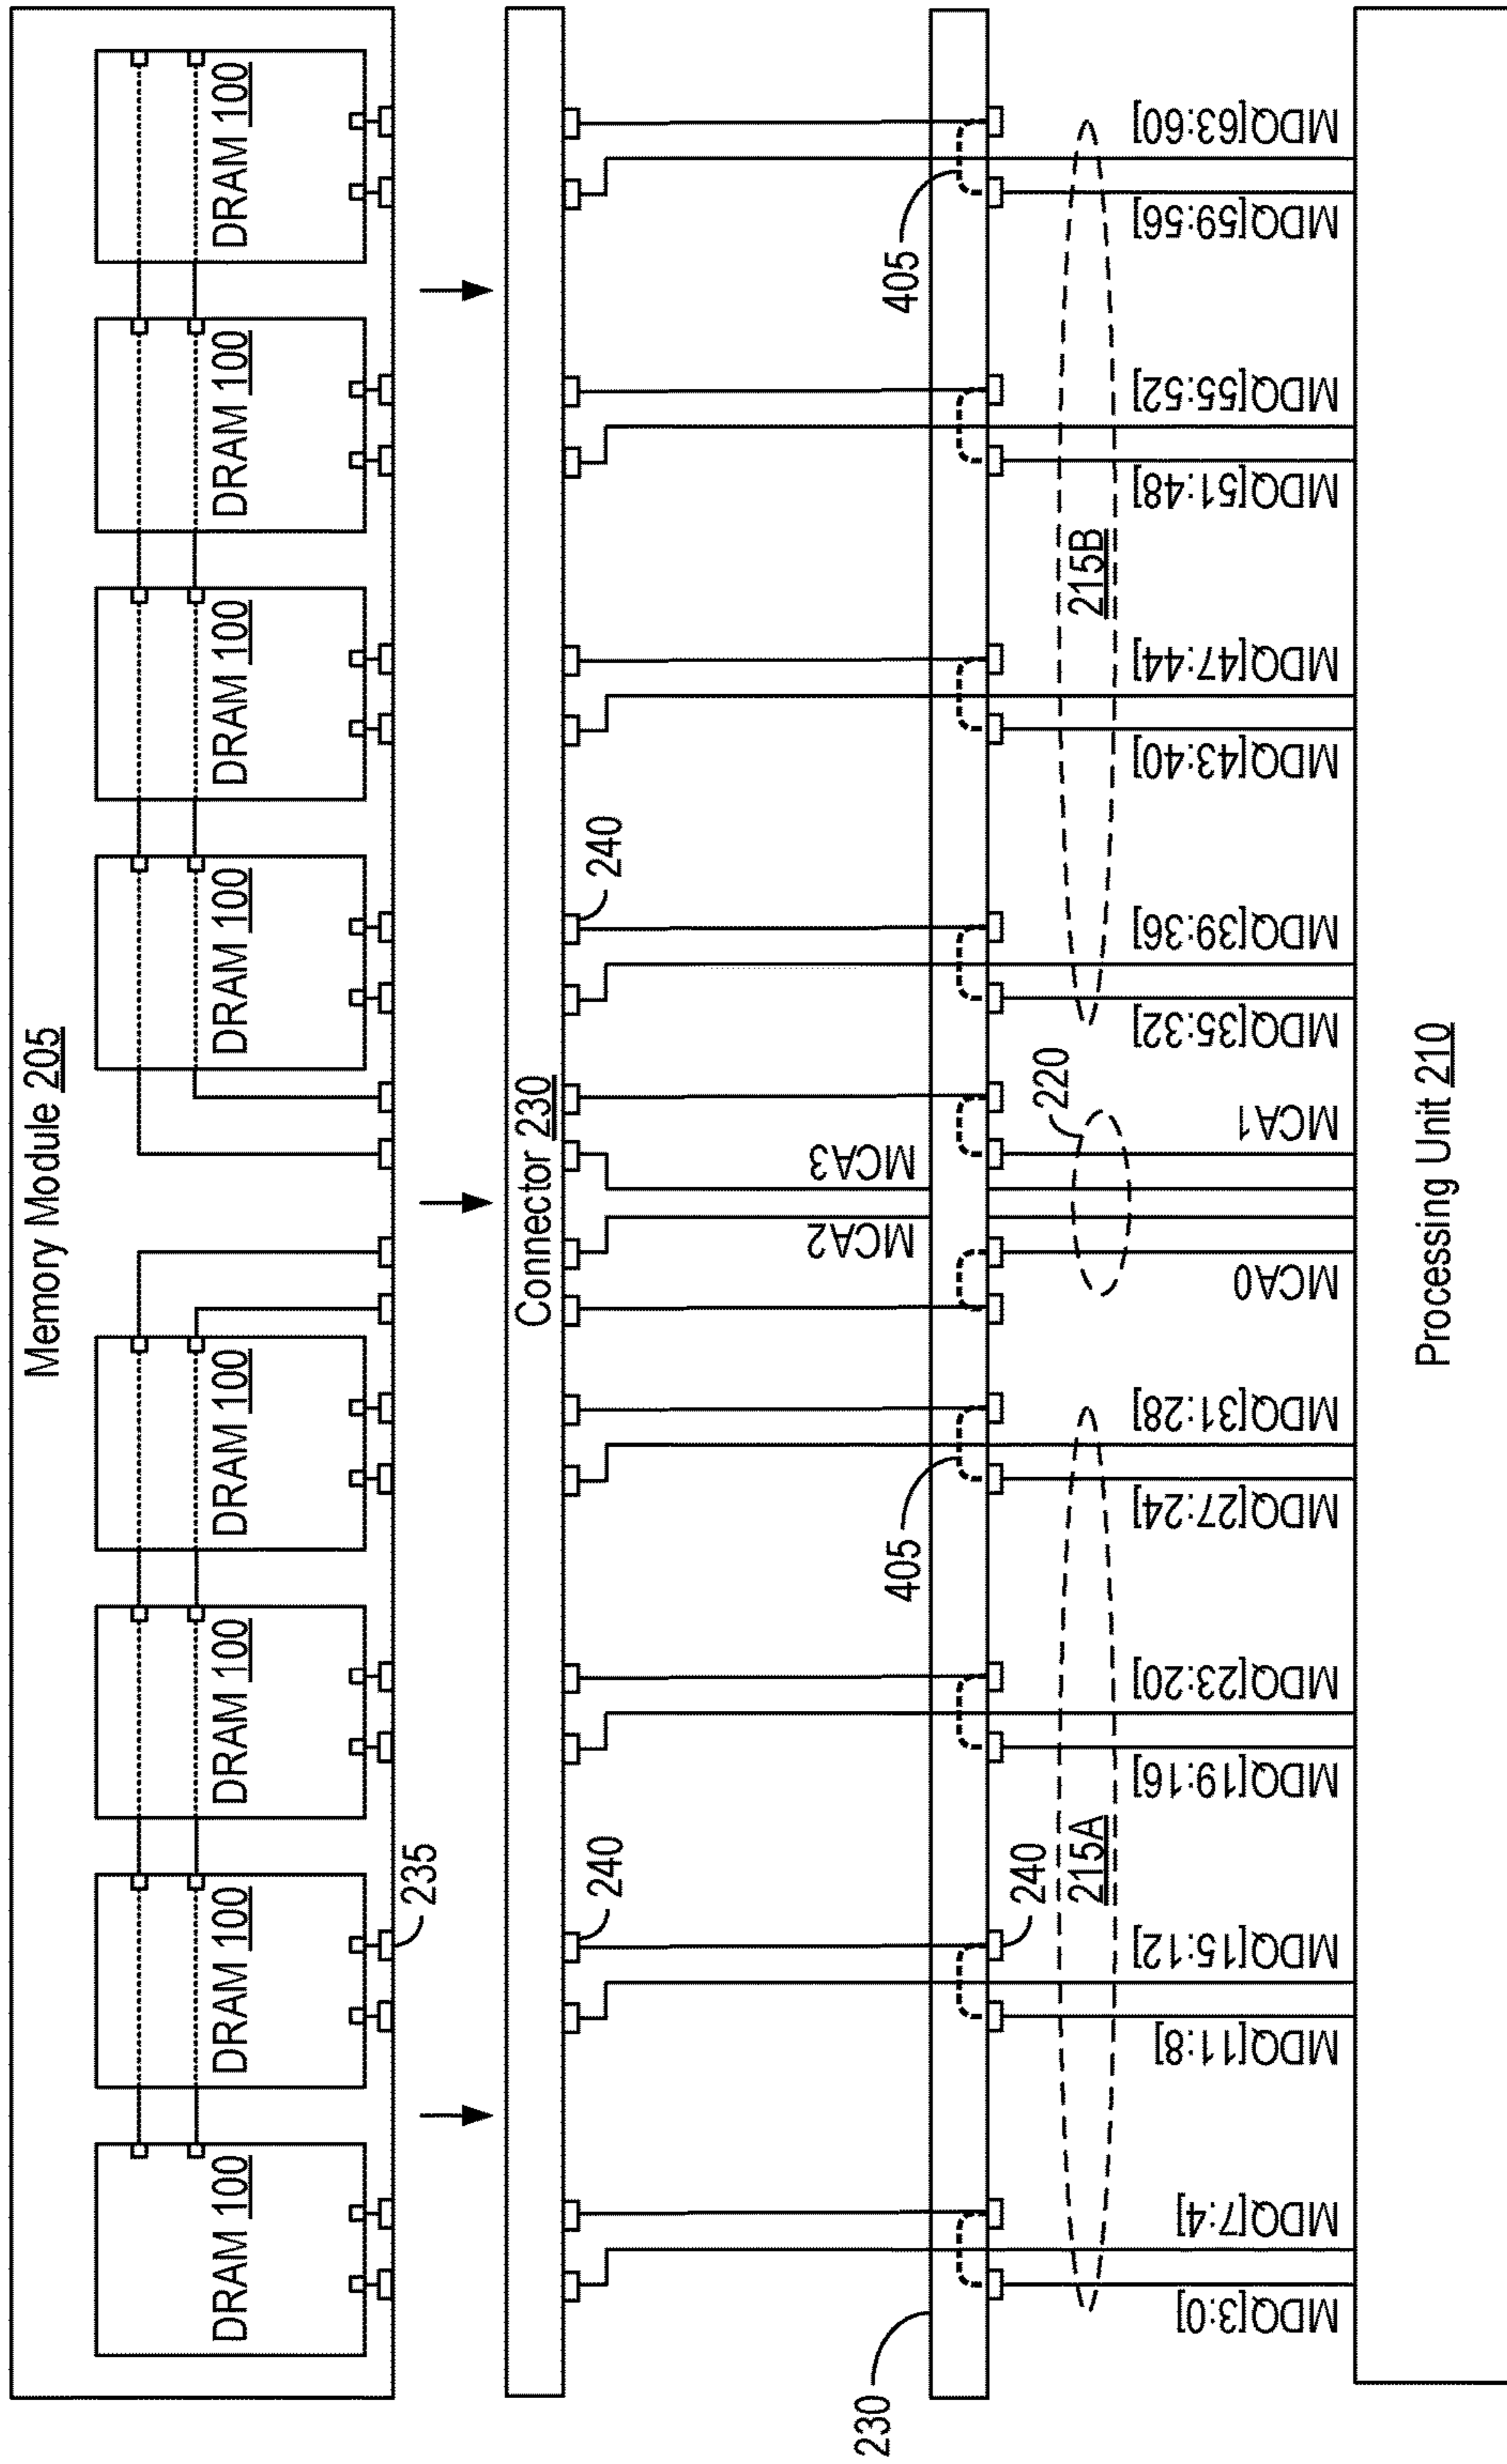 Memory Module 205
DRAM 100
DRAM 100
DRAM 100
DRAM 100
DRAM 100
DRAM 100
DRAM 100
DRAM 100
235
Connector 230
240
240
MCA2
MCA3
230
405
405
240
215A
220
215B
MDQ[3:0]
MDQ[7:4]
MDQ[11:8]
MDQ[15:12]
MDQ[19:16]
MDQ[23:20]
MDQ[27:24]
MDQ[31:28]
MCA0
MCA1
MDQ[35:32]
MDQ[39:36]
MDQ[43:40]
MDQ[47:44]
MDQ[51:48]
MDQ[55:52]
MDQ[59:56]
MDQ[63:60]
Processing Unit 210